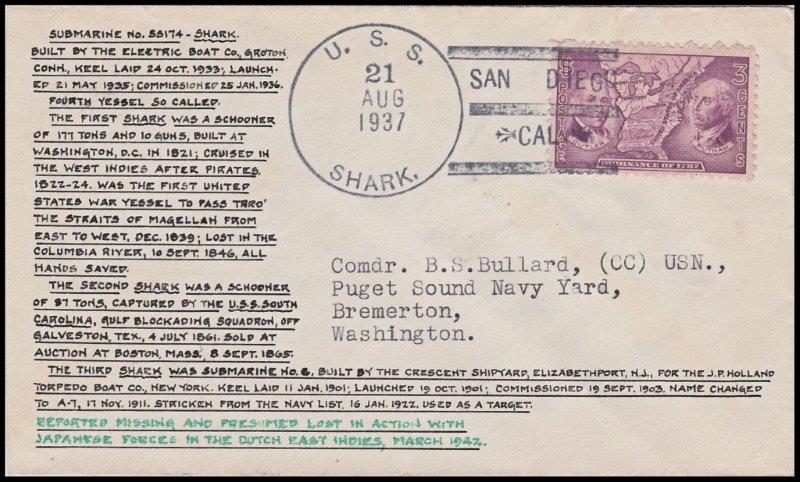 SUBMARINE NO. SS174 - SHARK.
BUILT BY THE ELECTRIC BOAT CO., GROTON
CONN., KEEL LAID 24 OCT. 1933; LAUNCH-
ED 21 MAY 1935; COMMISSIONED 25 JAN. 1936.
FOURTH VESSEL SO CALLED.
THE FIRST SHARK WAS A SCHOONER
OF 177 TONS AND 10 GUNS, BUILT AT
WASHINGTON, D.C. IN 1821; CRUISED IN
THE WEST INDIES AFTER PIRATES,
1822-24. WAS THE FIRST UNITED
STATES WAR VESSEL TO PASS THRO'
THE STRAITS OF MAGELLAN FROM
EAST TO WEST, DEC. 1839; LOST IN THE
COLUMBIA RIVER, 10 SEPT. 1846, ALL
HANDS SAVED.
THE SECOND SHARK WAS A SCHOONER
OF 87 TONS, CAPTURED BY THE U.S.S. SOUTH
CAROLINA, GULF BLOCKADING SQUADRON, OFF
GALVESTON, TEX., 4 JULY 1861. SOLD AT
AUCTION AT BOSTON, MASS., 8 SEPT. 1865.
THE THIRD SHARK WAS SUBMARINE NO. 8, BUILT BY THE CRESCENT SHIPYARD, ELIZABETHPORT, N.J., FOR THE J.P. HOLLAND
TORPEDO BOAT CO., NEW YORK. KEEL LAID 11 JAN. 1901; LAUNCHED 19 OCT. 1901; COMMISSIONED 19 SEPT. 1903. NAME CHANGED
TO A-7, 17 NOV. 1911. STRICKEN FROM THE NAVY LIST, 16 JAN. 1922. USED AS A TARGET.
REPORTED MISSING AND PRESUMED LOST IN ACTION WITH
JAPANESE FORCES IN THE DUTCH EAST INDIES, MARCH 1942.
U. S. S.
21
AUG
1937
SHARK.
SAN DIEGO
CAL
3 CENTS
POSTAGE
PUTNAM
ORDINANCE OF 1787
Comdr. B.S.Bullard, (CC) USN.,
Puget Sound Navy Yard,
Bremerton,
Washington.